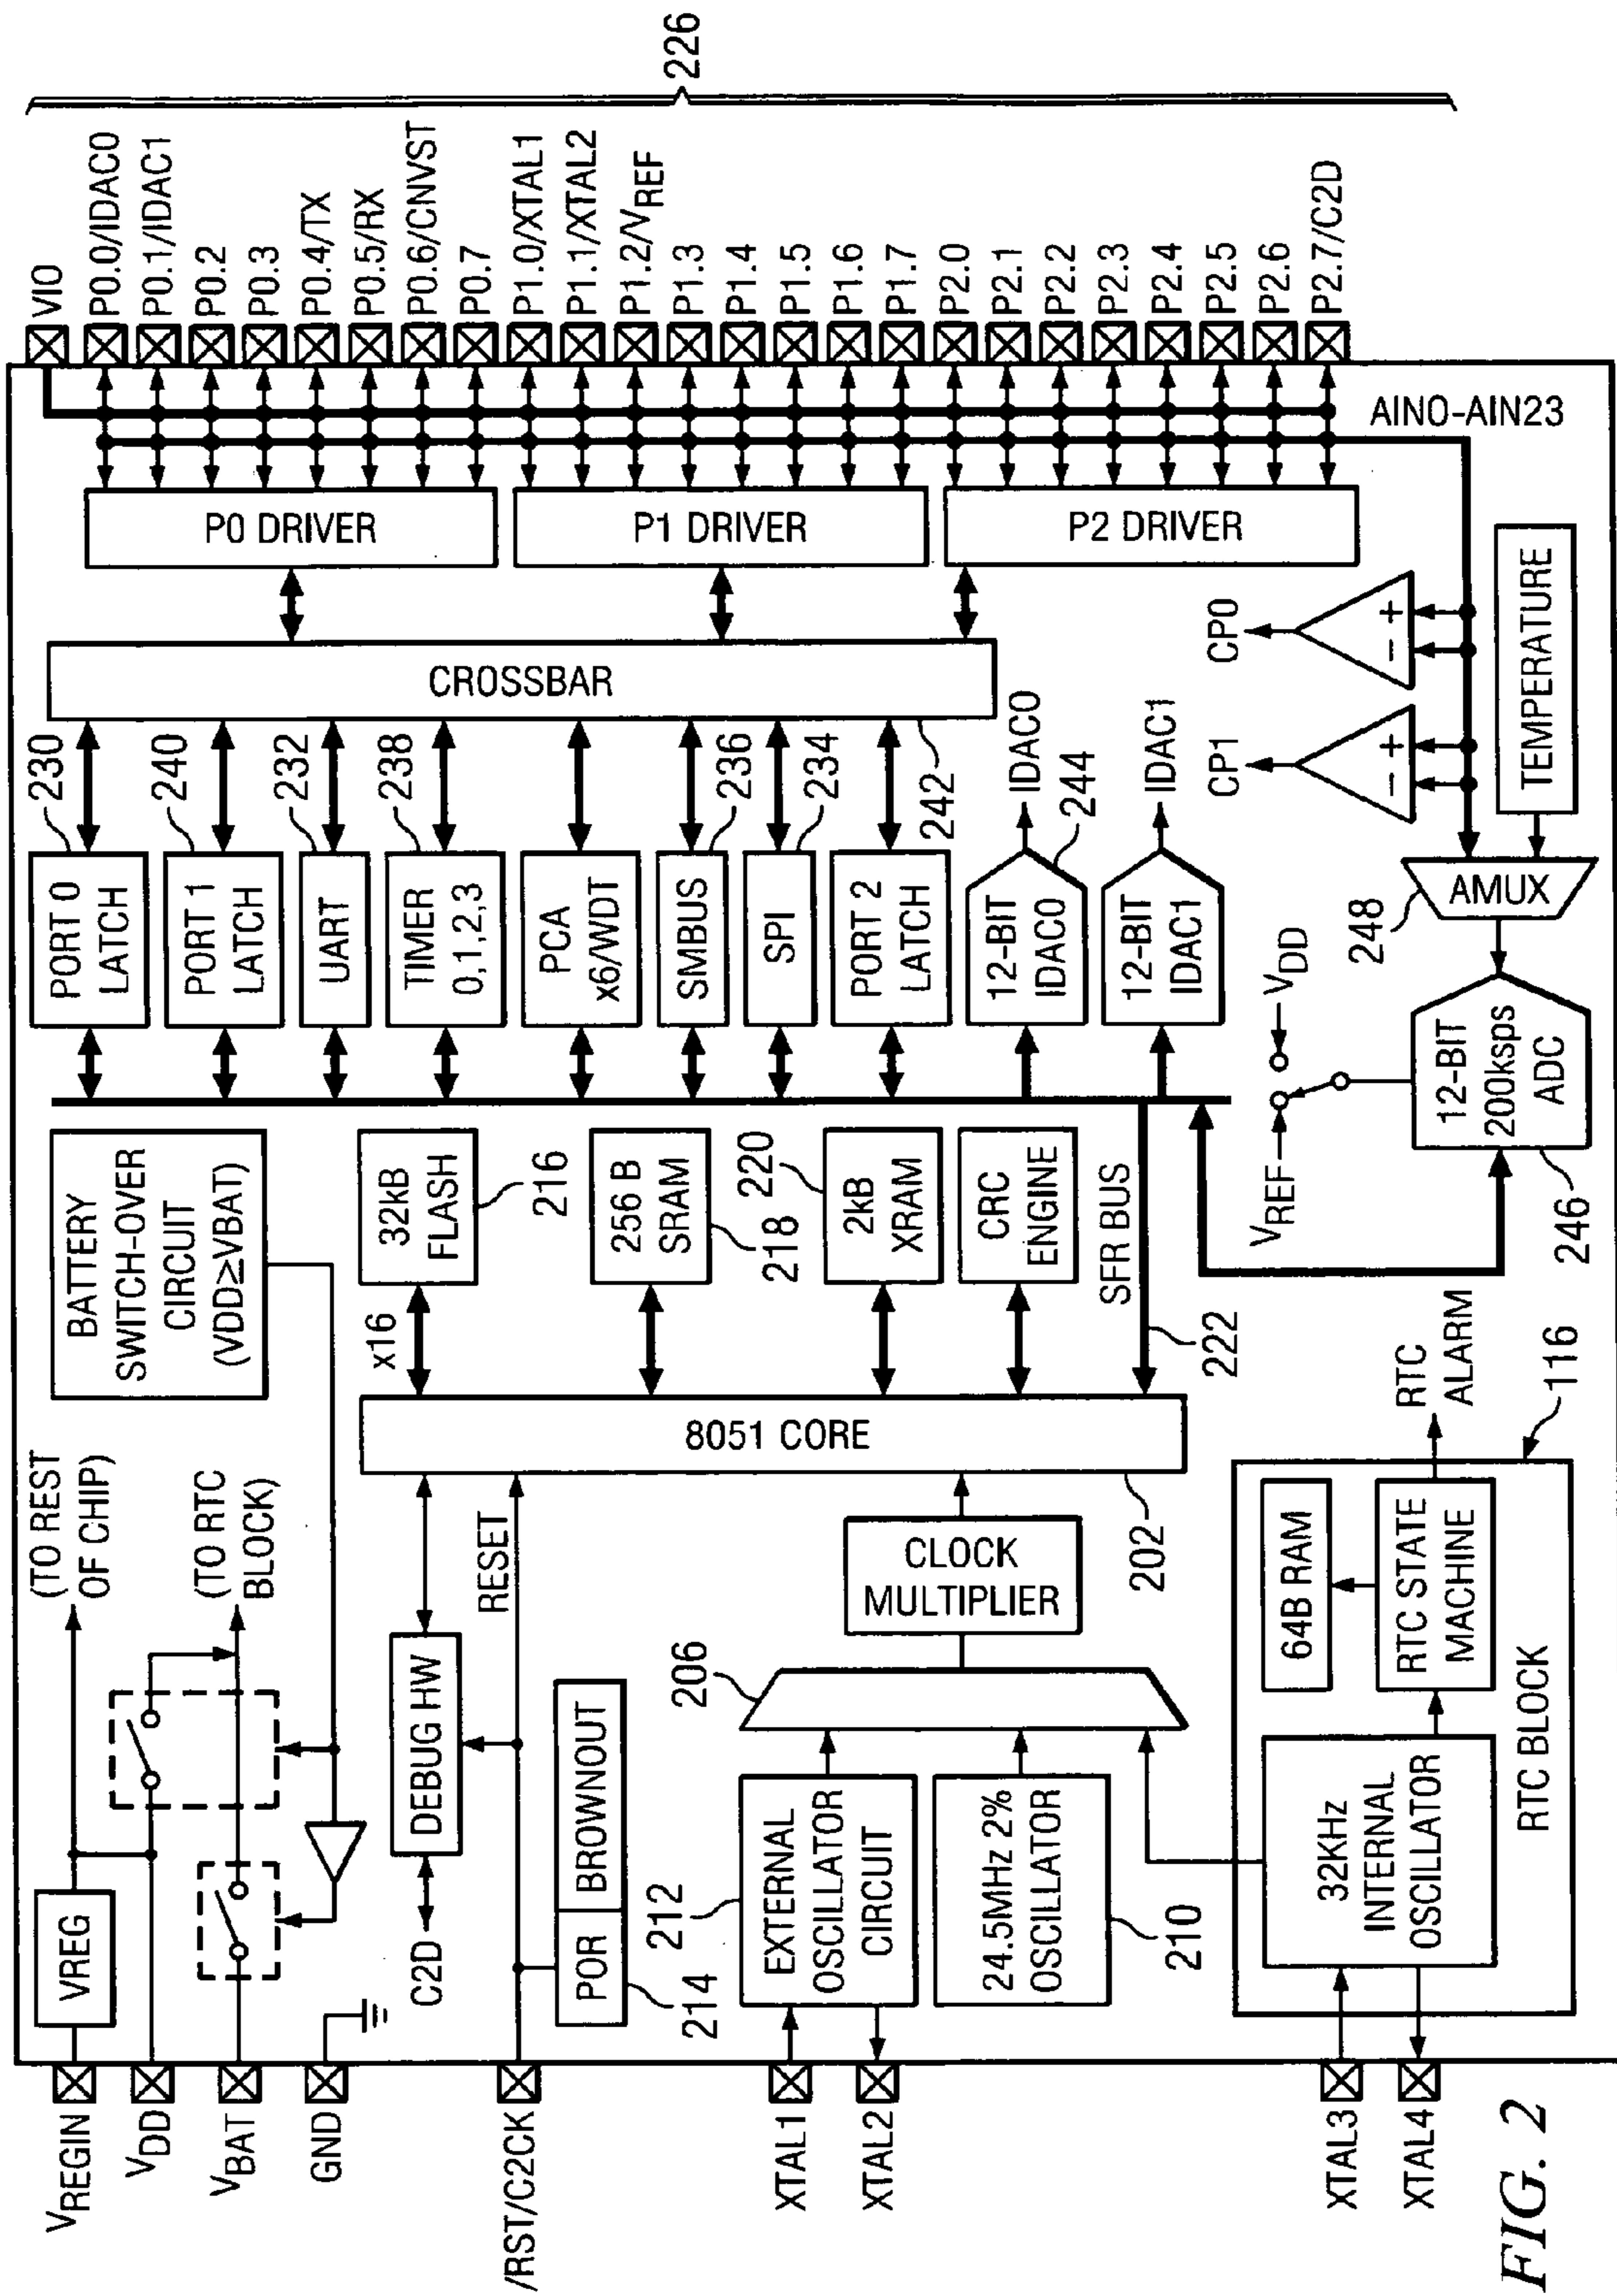 VREGIN
VDD
VBAT
GND
/RST/C2CK
XTAL1
XTAL2
XTAL3
XTAL4
VREG
(TO REST
OF CHIP)
(TO RTC
BLOCK)
BATTERY
SWITCH-OVER
CIRCUIT
(VDD≥VBAT)
C2D
DEBUG HW
RESET
POR
BROWNOUT
214
212
EXTERNAL
OSCILLATOR
CIRCUIT
24.5MHz 2%
OSCILLATOR
210
206
CLOCK
MULTIPLIER
202
8051 CORE
32KHz
INTERNAL
OSCILLATOR
64B RAM
RTC STATE
MACHINE
RTC BLOCK
RTC
ALARM
116
x16
32kB
FLASH
216
256 B
SRAM
218
220
2kB
XRAM
CRC
ENGINE
SFR BUS
222
PORT 0
LATCH
230
PORT 1
LATCH
240
UART
232
TIMER
0,1,2,3
238
PCA
x6/WDT
SMBUS
236
SPI
234
PORT 2
LATCH
242
12-BIT
IDAC0
IDAC0
244
12-BIT
IDAC1
IDAC1
CROSSBAR
P0 DRIVER
P1 DRIVER
P2 DRIVER
VREF
VDD
12-BIT
200ksps
ADC
246
AMUX
248
CP1
- +
CP0
- +
TEMPERATURE
AINO-AIN23
VIO
P0.0/IDAC0
P0.1/IDAC1
P0.2
P0.3
P0.4/TX
P0.5/RX
P0.6/CNVST
P0.7
P1.0/XTAL1
P1.1/XTAL2
P1.2/VREF
P1.3
P1.4
P1.5
P1.6
P1.7
P2.0
P2.1
P2.2
P2.3
P2.4
P2.5
P2.6
P2.7/C2D
226
FIG. 2